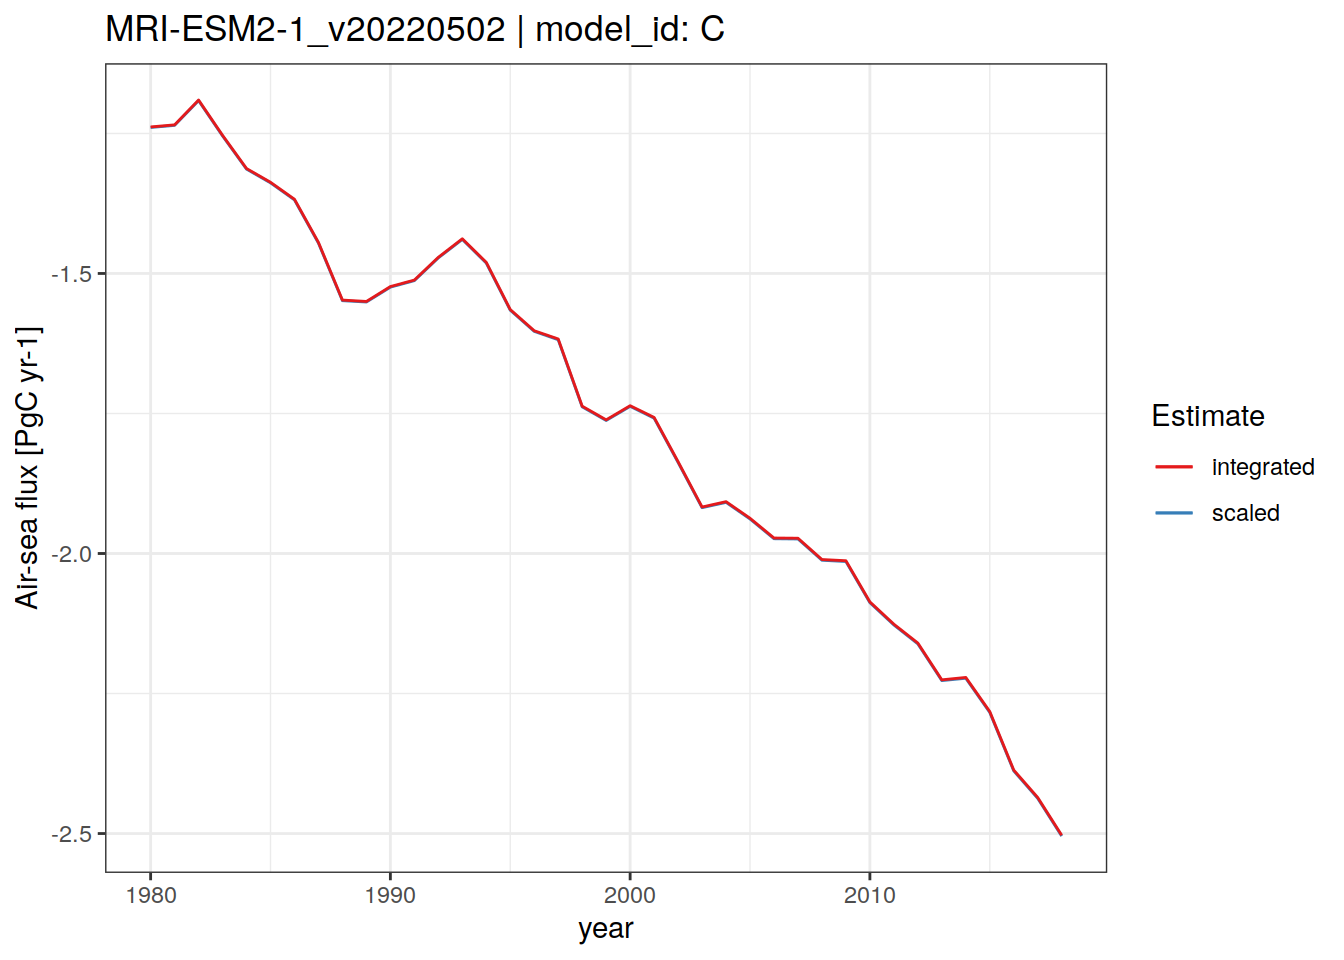 MRI-ESM2-1_v20220502 | model_id: C
Air-sea flux [PgC yr-1]
-1.5
-2.0
-2.5
1980 1990 2000 2010
year
Estimate
integrated
scaled